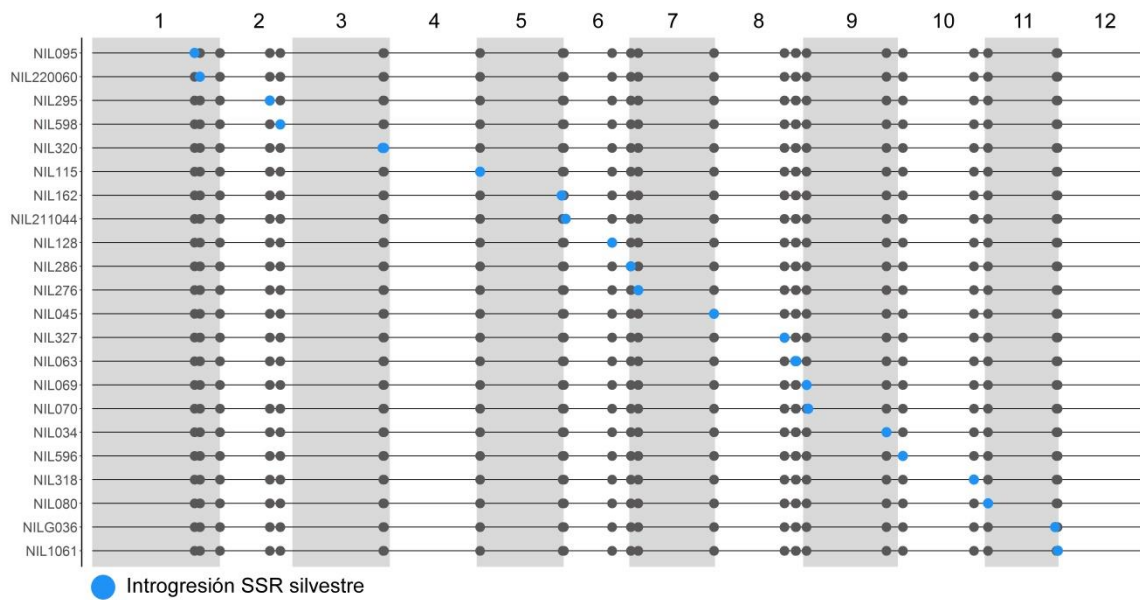 1 2 3 4 5 6 7 8 9 10 11 12
NIL095
NIL220060
NIL295
NIL598
NIL320
NIL115
NIL162
NIL211044
NIL128
NIL286
NIL276
NIL045
NIL327
NIL063
NIL069
NIL070
NIL034
NIL596
NIL318
NIL080
NILG036
NIL1061
Introgresión SSR silvestre